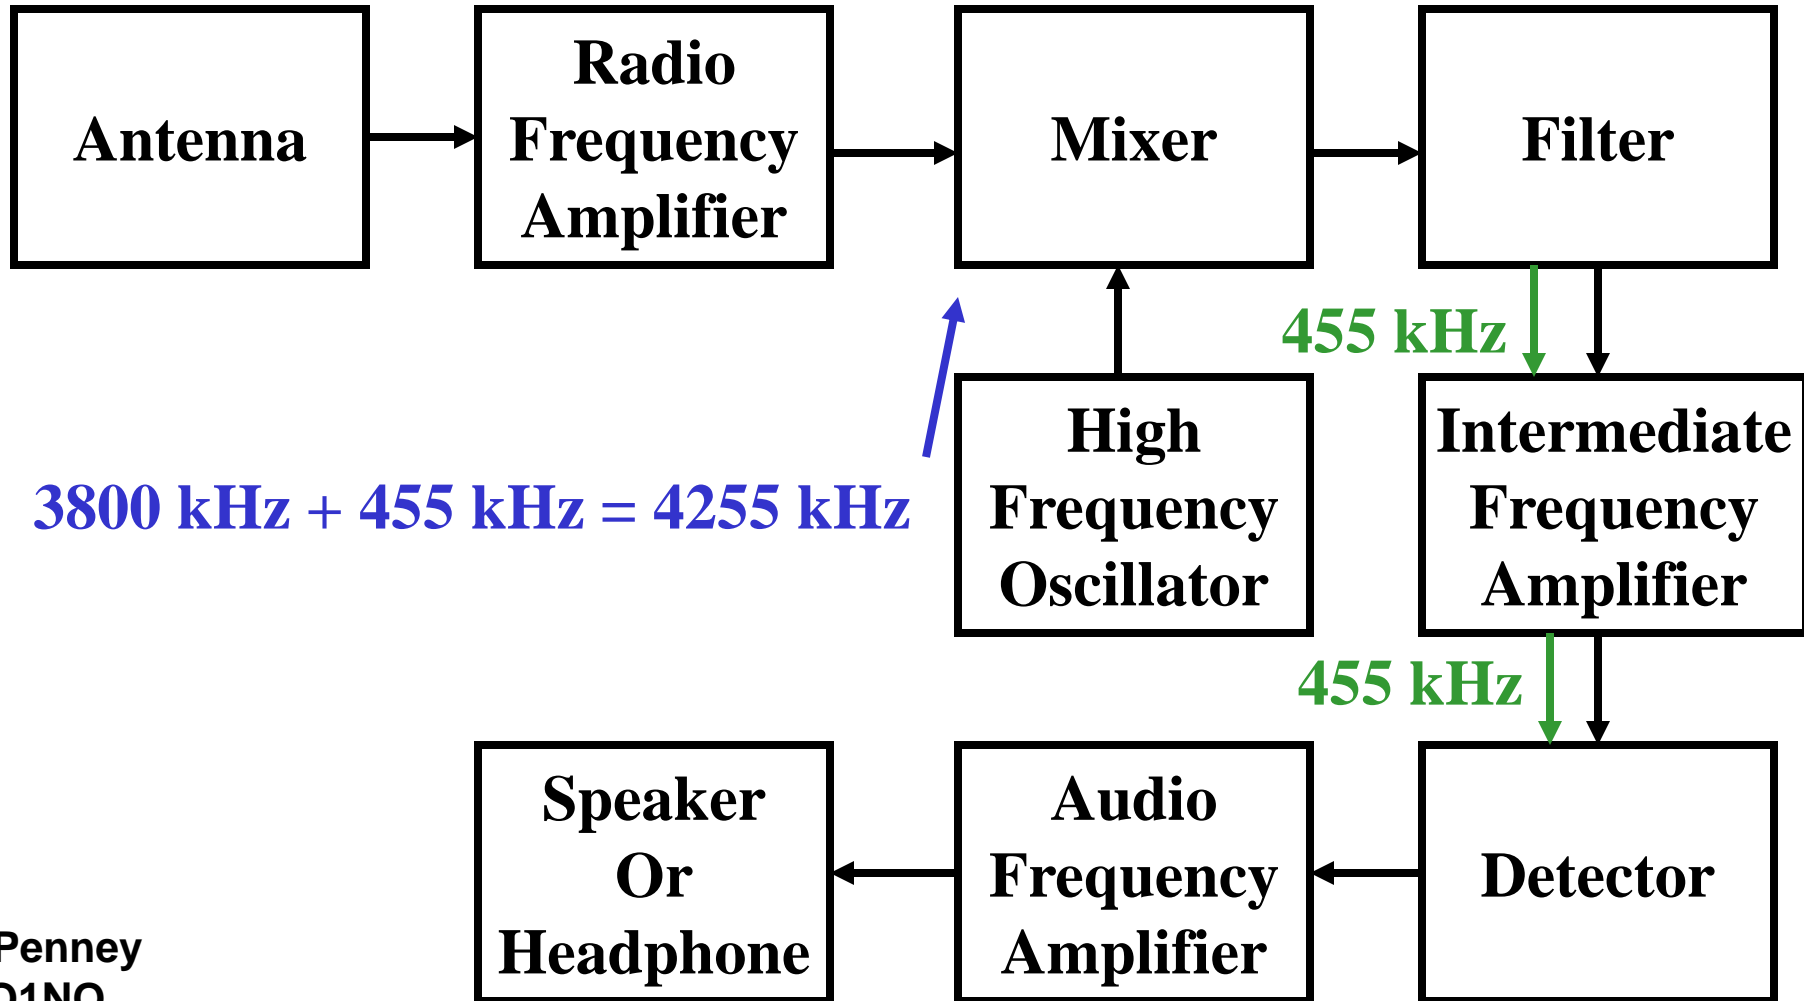 Antenna
Radio
Frequency
Amplifier
Mixer
Filter
455 kHz
3800 kHz + 455 kHz = 4255 kHz
High
Frequency
Oscillator
Intermediate
Frequency
Amplifier
455 kHz
Speaker
Or
Headphone
Audio
Frequency
Amplifier
Detector
Penney